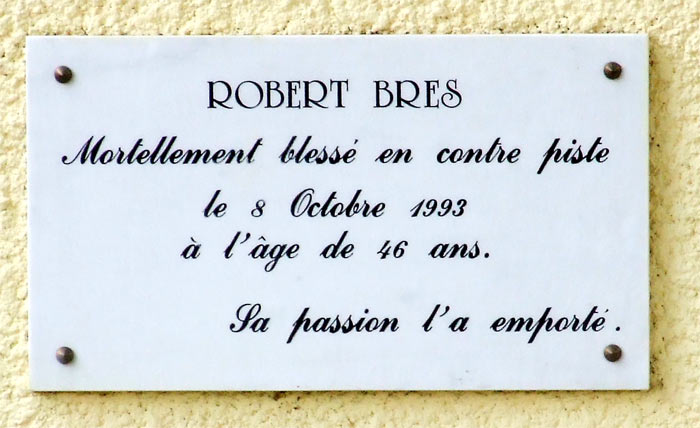 ROBERT BRES
Mortellement blessé en contre piste
le 8 Octobre 1993
à l'âge de 46 ans.
Sa passion l'a emporté.